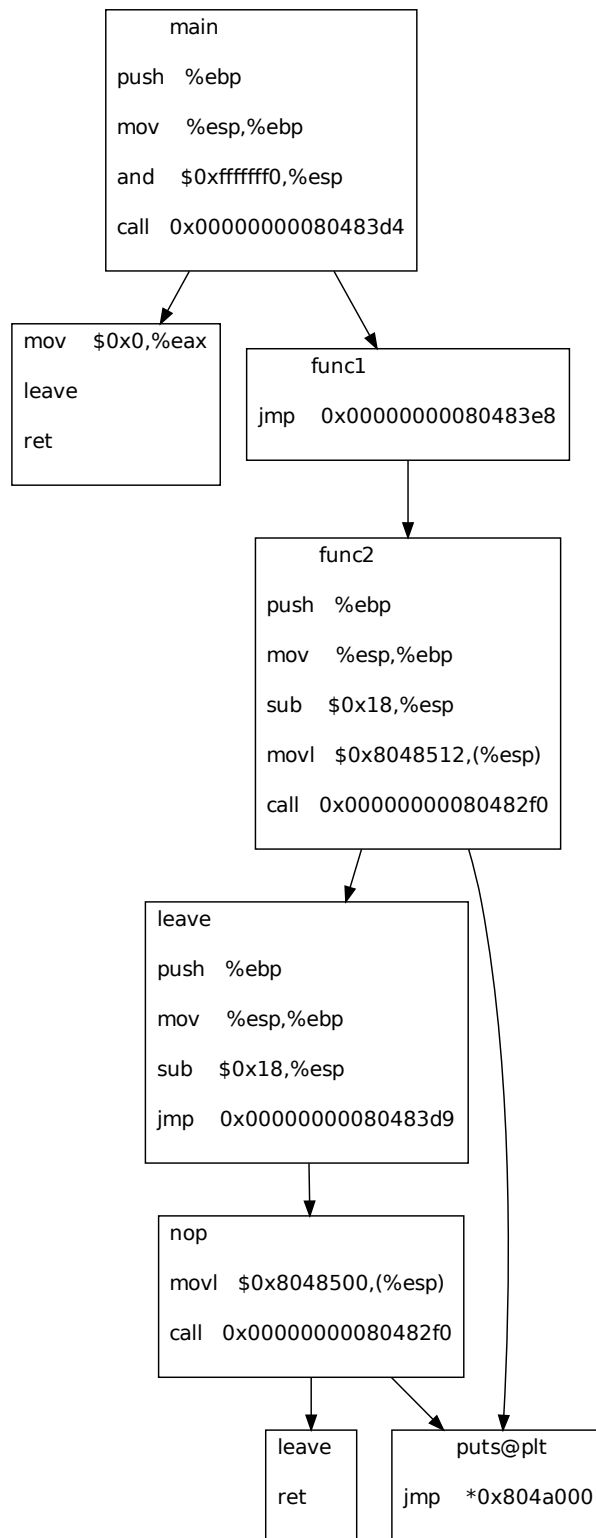 main
push %ebp
mov %esp,%ebp
and $0xfffffff0,%esp
call 0x00000000080483d4
mov $0x0,%eax
leave
ret
func1
jmp 0x00000000080483e8
func2
push %ebp
mov %esp,%ebp
sub $0x18,%esp
movl $0x8048512,(%esp)
call 0x00000000080482f0
leave
push %ebp
mov %esp,%ebp
sub $0x18,%esp
jmp 0x00000000080483d9
nop
movl $0x8048500,(%esp)
call 0x00000000080482f0
leave
ret
puts@plt
jmp *0x804a000